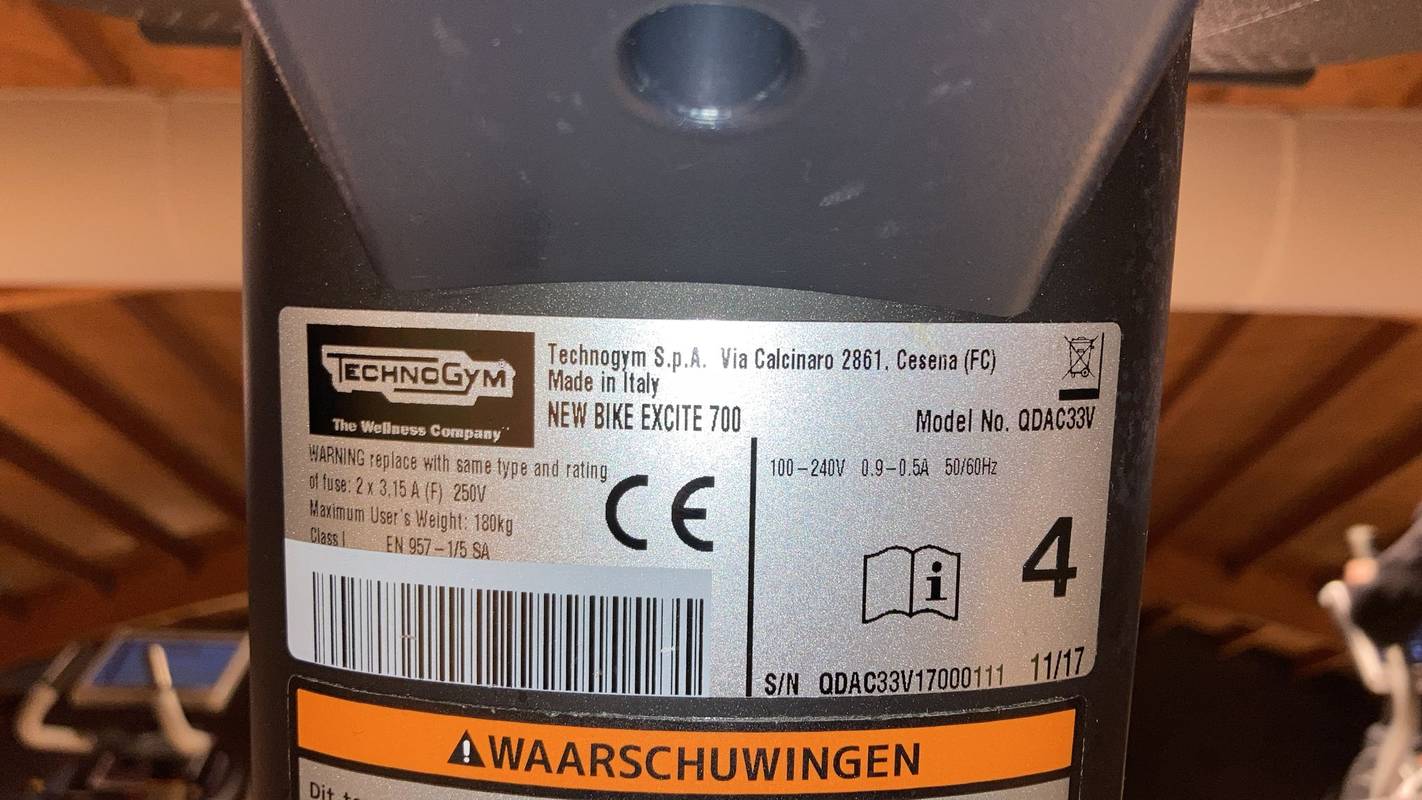 TECHNOGYM
The Wellness Company
Technogym S.p.A. Via Calcinaro 2861, Cesena (FC)
Made in Italy
NEW BIKE EXCITE 700
Model No. QDAC33V
WARNING replace with same type and rating
of fuse: 2 x 3,15 A (F) 250V
Maximum User's Weight: 180kg
Class I EN 957-1/5 SA
CE
100-240V 0.9-0.5A 50/60Hz
i
4
S/N QDAC33V17000111 11/17
WAARSCHUWINGEN
Dit